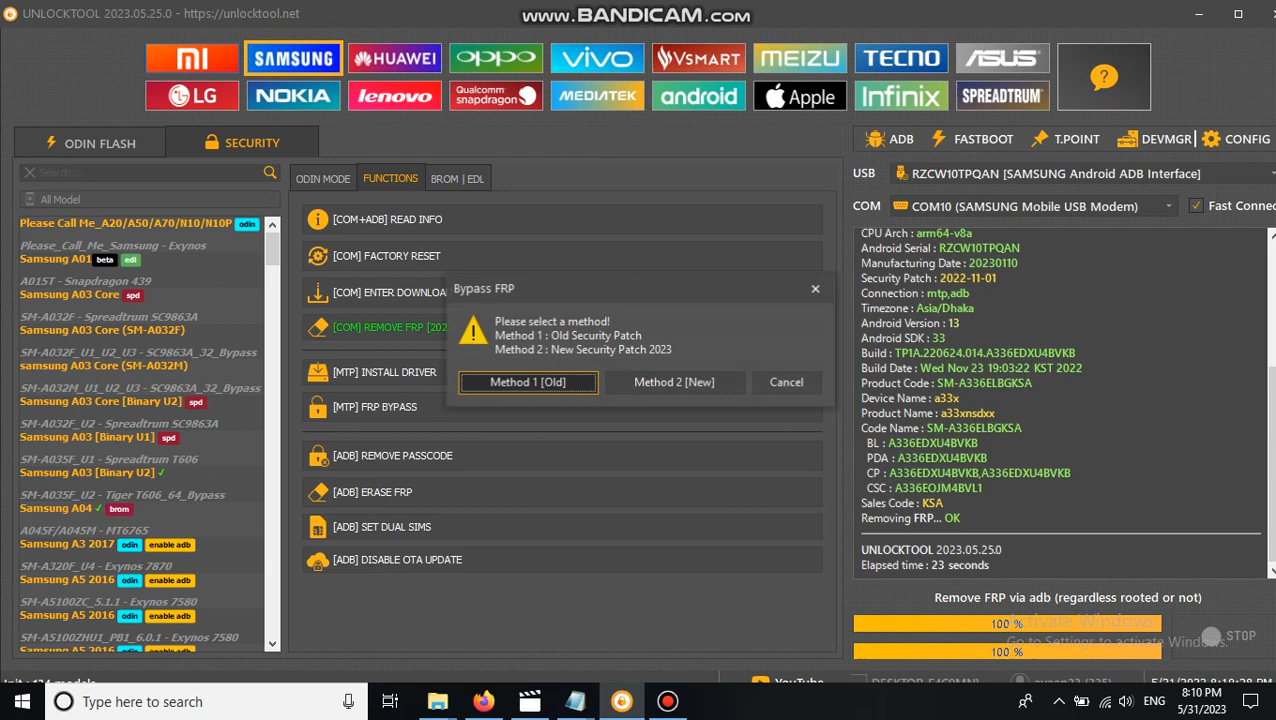 UNLOCKTOOL 2023.05.25.0 - https://unlocktool.net
www.BANDICAM.com
mi SAMSUNG HUAWEI oppo vivo VSMART MEIZU TECNO ASUS
LG NOKIA lenovo Qualcomm snapdragon MEDIATEK android Apple Infinix SPREADTRUM
ODIN FLASH SECURITY
ADB FASTBOOT T.POINT DEVMGR CONFIG
Search...
All Model
ODIN MODE FUNCTIONS BROM | EDL
USB RZCW10TPQAN [SAMSUNG Android ADB Interface]
COM COM10 (SAMSUNG Mobile USB Modem) Fast Connec
Please Call Me_A20/A50/A70/N10/N10P odin
Please_Call_Me_Samsung - Exynos
Samsung A01 beta edl
A015T - Snapdragon 439
Samsung A03 Core spd
SM-A032F - Spreadtrum SC9863A
Samsung A03 Core (SM-A032F)
SM-A032F_U1_U2_U3 - SC9863A_32_Bypass
Samsung A03 Core (SM-A032M)
SM-A032M_U1_U2_U3 - SC9863A_32_Bypass
Samsung A03 Core [Binary U2] spd
SM-A032F_U2 - Spreadtrum SC9863A
Samsung A03 [Binary U1] spd
SM-A035F_U1 - Spreadtrum T606
Samsung A03 [Binary U2]
SM-A035F_U2 - Tiger T606_64_Bypass
Samsung A04 brom
A045F/A045M - MT6765
Samsung A3 2017 odin enable adb
SM-A320F_U4 - Exynos 7870
Samsung A5 2016 odin enable adb
SM-A5100ZC_5.1.1 - Exynos 7580
Samsung A5 2016 odin enable adb
SM-A5100ZHU1_PB1_6.0.1 - Exynos 7580
[COM+ADB] READ INFO
[COM] FACTORY RESET
[COM] ENTER DOWNLOA
[COM] REMOVE FRP [202
[MTP] INSTALL DRIVER
[MTP] FRP BYPASS
[ADB] REMOVE PASSCODE
[ADB] ERASE FRP
[ADB] SET DUAL SIMS
[ADB] DISABLE OTA UPDATE
Bypass FRP
Please select a method!
Method 1 : Old Security Patch
Method 2 : New Security Patch 2023
Method 1 [Old] Method 2 [New] Cancel
CPU Arch : arm64-v8a
Android Serial : RZCW10TPQAN
Manufacturing Date : 20230110
Security Patch : 2022-11-01
Connection : mtp,adb
Timezone : Asia/Dhaka
Android Version : 13
Android SDK : 33
Build : TP1A.220624.014.A336EDXU4BVKB
Build Date : Wed Nov 23 19:03:22 KST 2022
Product Code : SM-A336ELBGKSA
Device Name : a33x
Product Name : a33xnsdxx
Code Name : SM-A336ELBGKSA
BL : A336EDXU4BVKB
PDA : A336EDXU4BVKB
CP : A336EDXU4BVKB,A336EDXU4BVKB
CSC : A336EOJM4BVL1
Sales Code : KSA
Removing FRP... OK
UNLOCKTOOL 2023.05.25.0
Elapsed time : 23 seconds
Remove FRP via adb (regardless rooted or not)
100 %
100 %
Activate Windows
Go to Settings to activate Windows.
STOP
YouTube
Type here to search
ENG
8:10 PM
5/31/2023